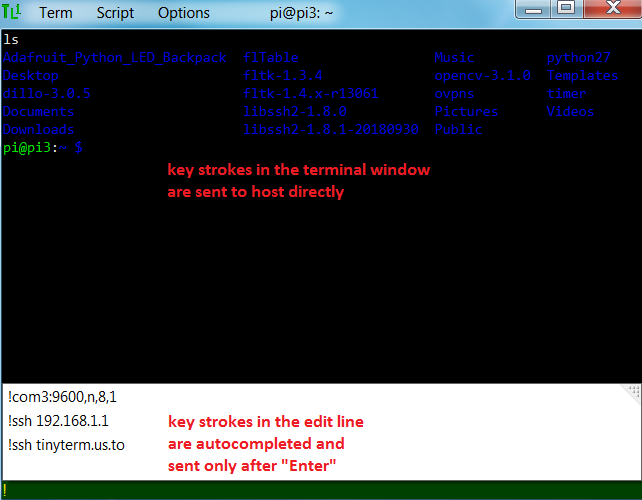 TL1 Term Script Options pi@pi3: ~
ls
Adafruit_Python_LED_Backpack flTable Music python27
Desktop fltk-1.3.4 opencv-3.1.0 Templates
dillo-3.0.5 fltk-1.4.x-r13061 ovpns timer
Documents libssh2-1.8.0 Pictures Videos
Downloads libssh2-1.8.1-20180930 Public
pi@pi3:~ $
key strokes in the terminal window
are sent to host directly
!com3:9600,n,8,1
!ssh 192.168.1.1
!ssh tinyterm.us.to
key strokes in the edit line
are autocompleted and
sent only after "Enter"
!